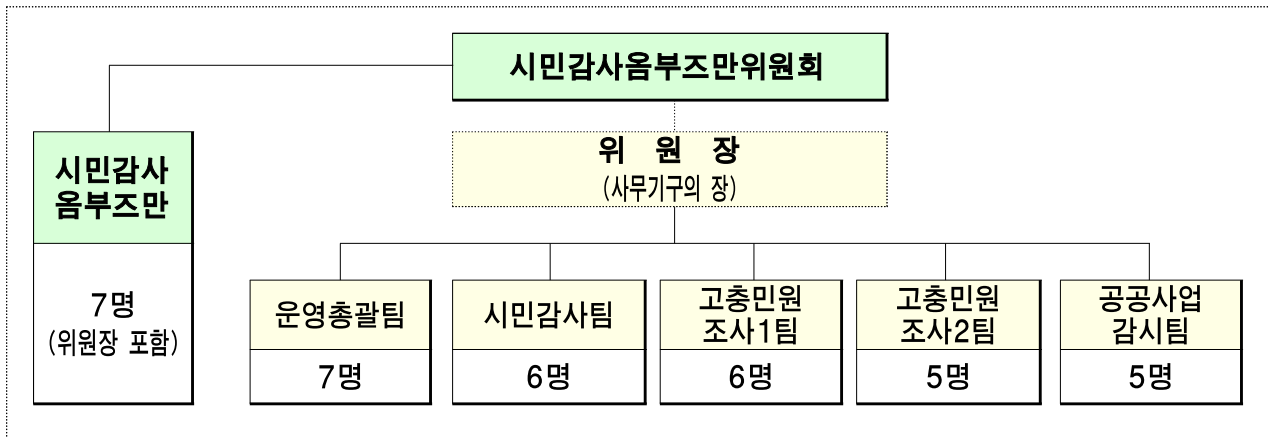 시민감사옴부즈만위원회
시민감사
옴부즈만
7명
(위원장 포함)
위 원 장
(사무기구의 장)
운영총괄팀
7명
시민감사팀
6명
고충민원
조사1팀
6명
고충민원
조사2팀
5명
공공사업
감시팀
5명